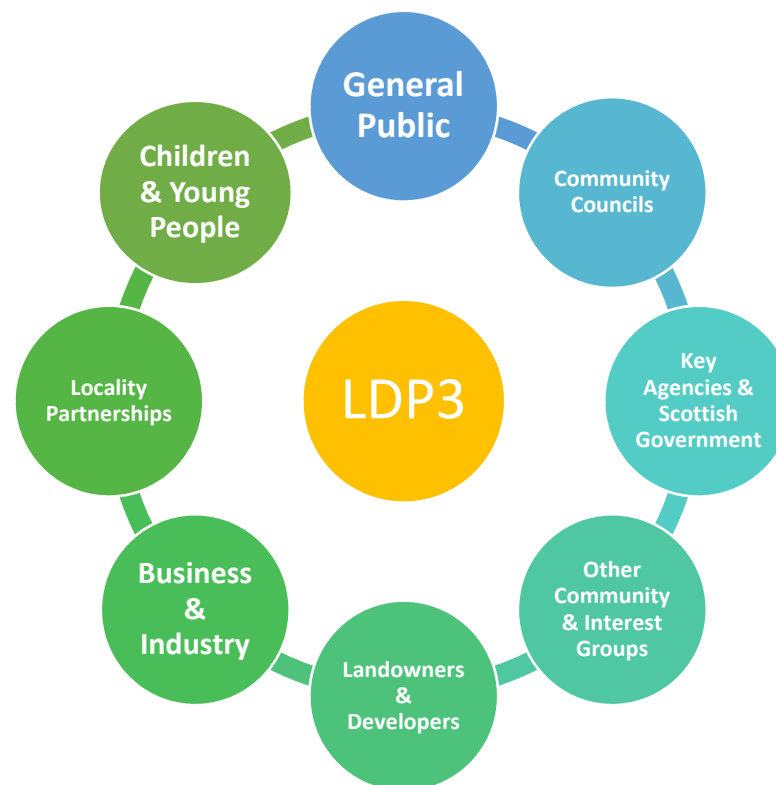 General
Public
Community
Councils
Key
Agencies &
Scottish
Government
Other
Community
& Interest
Groups
Landowners
&
Developers
Business
&
Industry
Locality
Partnerships
Children
& Young
People
LDP3